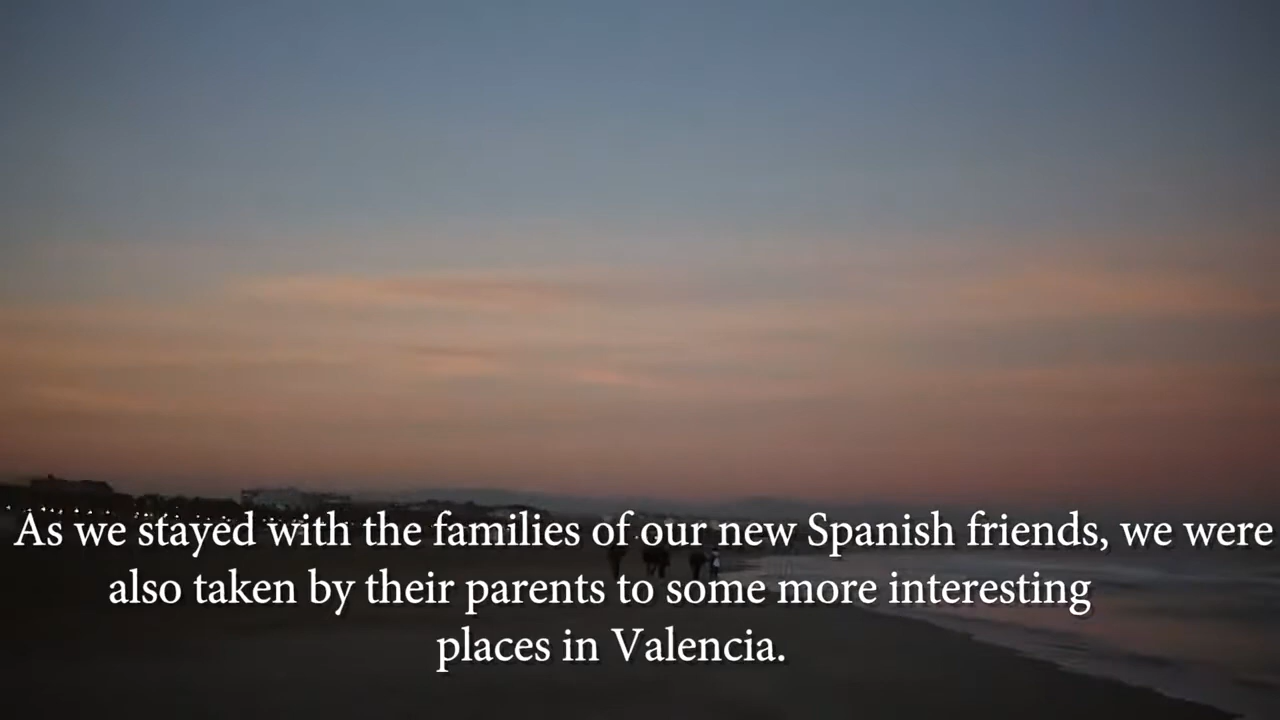 As we stayed with the families of our new Spanish friends, we were
also taken by their parents to some more interesting
places in Valencia.